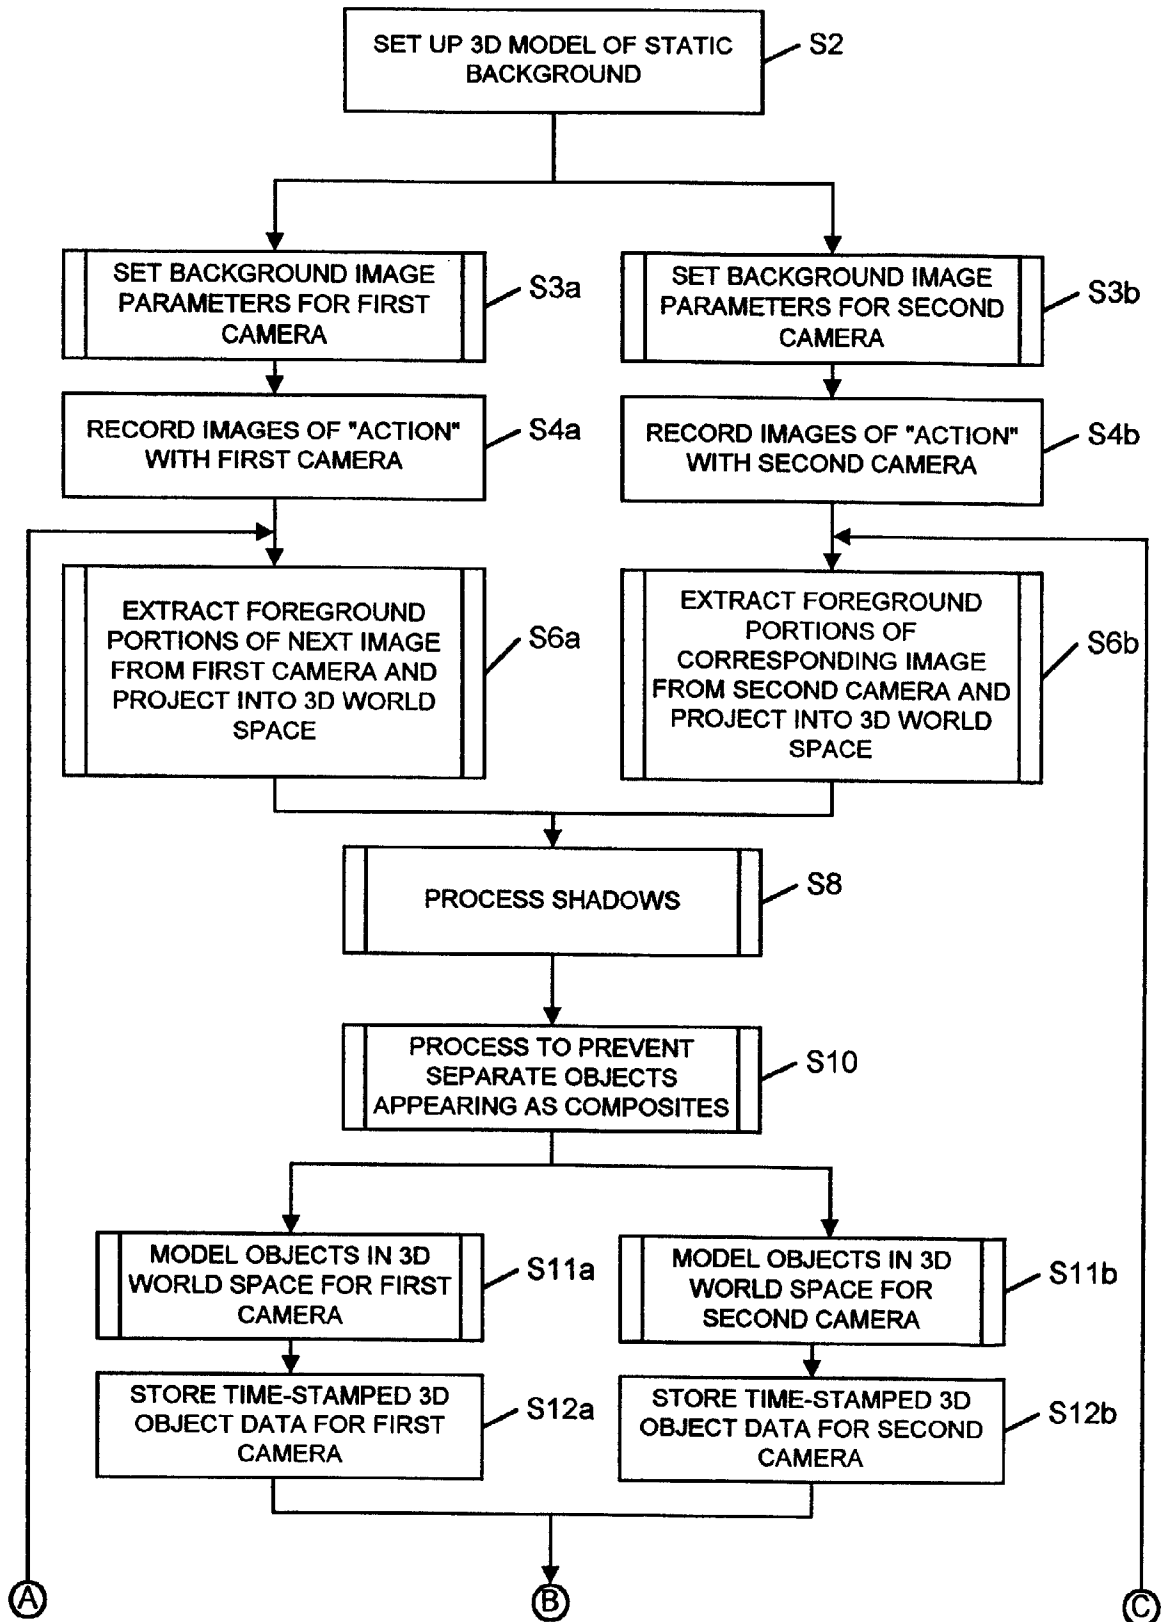 SET UP 3D MODEL OF STATIC
BACKGROUND
S2
SET BACKGROUND IMAGE
PARAMETERS FOR FIRST
CAMERA
S3a
SET BACKGROUND IMAGE
PARAMETERS FOR SECOND
CAMERA
S3b
RECORD IMAGES OF "ACTION"
WITH FIRST CAMERA
S4a
RECORD IMAGES OF "ACTION"
WITH SECOND CAMERA
S4b
EXTRACT FOREGROUND
PORTIONS OF NEXT IMAGE
FROM FIRST CAMERA AND
PROJECT INTO 3D WORLD
SPACE
S6a
EXTRACT FOREGROUND
PORTIONS OF
CORRESPONDING IMAGE
FROM SECOND CAMERA AND
PROJECT INTO 3D WORLD
SPACE
S6b
PROCESS SHADOWS
S8
PROCESS TO PREVENT
SEPARATE OBJECTS
APPEARING AS COMPOSITES
S10
MODEL OBJECTS IN 3D
WORLD SPACE FOR FIRST
CAMERA
S11a
MODEL OBJECTS IN 3D
WORLD SPACE FOR
SECOND CAMERA
S11b
STORE TIME-STAMPED 3D
OBJECT DATA FOR FIRST
CAMERA
S12a
STORE TIME-STAMPED 3D
OBJECT DATA FOR SECOND
CAMERA
S12b
A
B
C